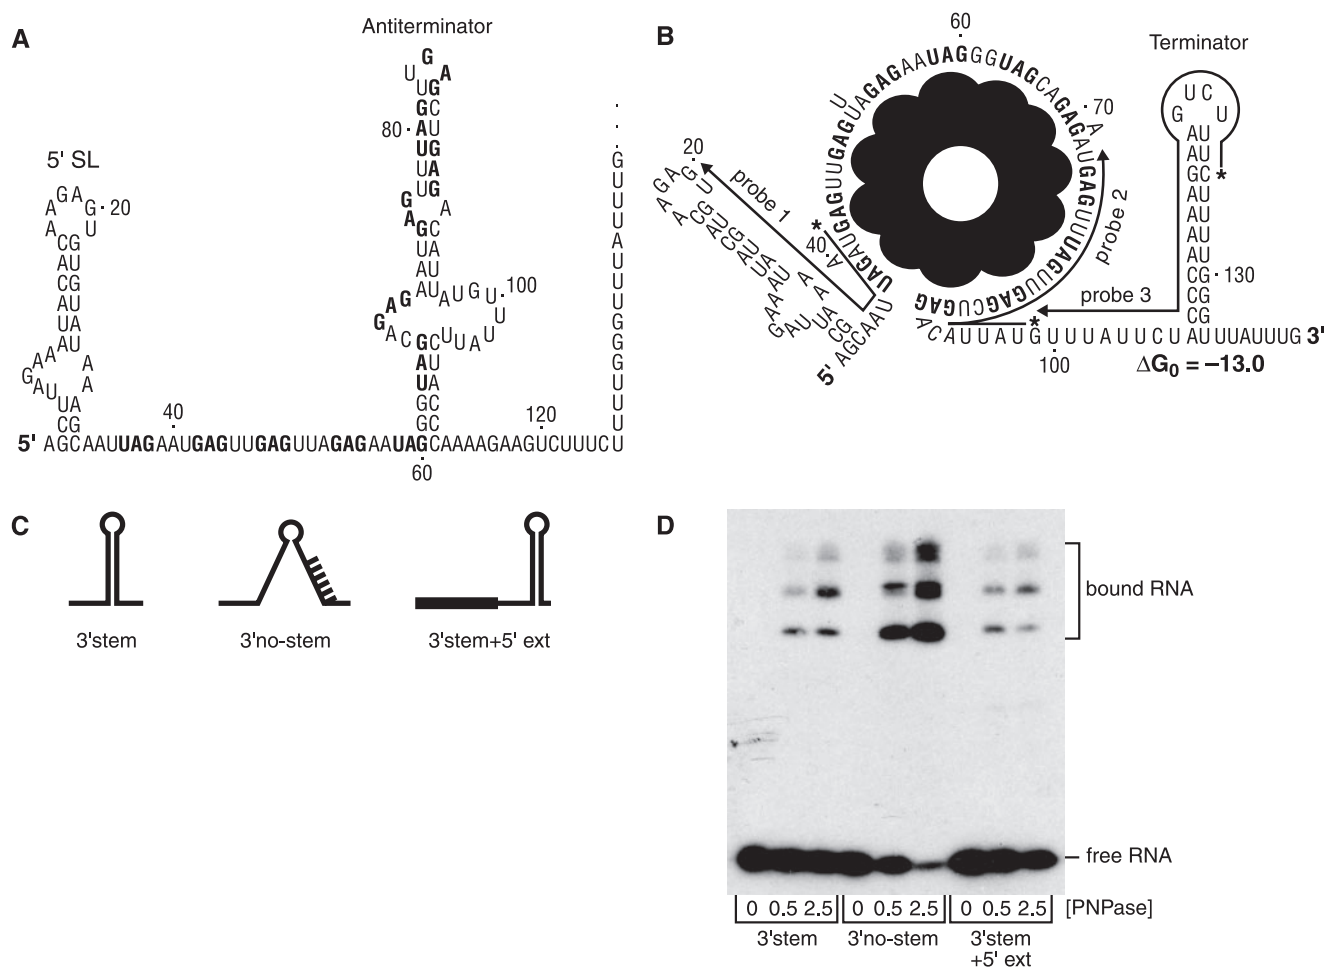 A
Antiterminator
5' SL
20
80
100
40
120
5' AGCAAUUAGAAUGAGUUGAGUUAGAGAAUAGCAAAAGAAGUCUUUCU
60
B
60
Terminator
70
20
probe 1
probe 2
40
130
probe 3
ACAUUAUGUUUAUUCUAUUUAUUUG 3'
100
5' AGCAAU
ΔG₀ = –13.0
C
3'stem
3'no-stem
3'stem+5' ext
D
bound RNA
free RNA
0 0.5 2.5 0 0.5 2.5 0 0.5 2.5 [PNPase]
3'stem 3'no-stem 3'stem
+5' ext